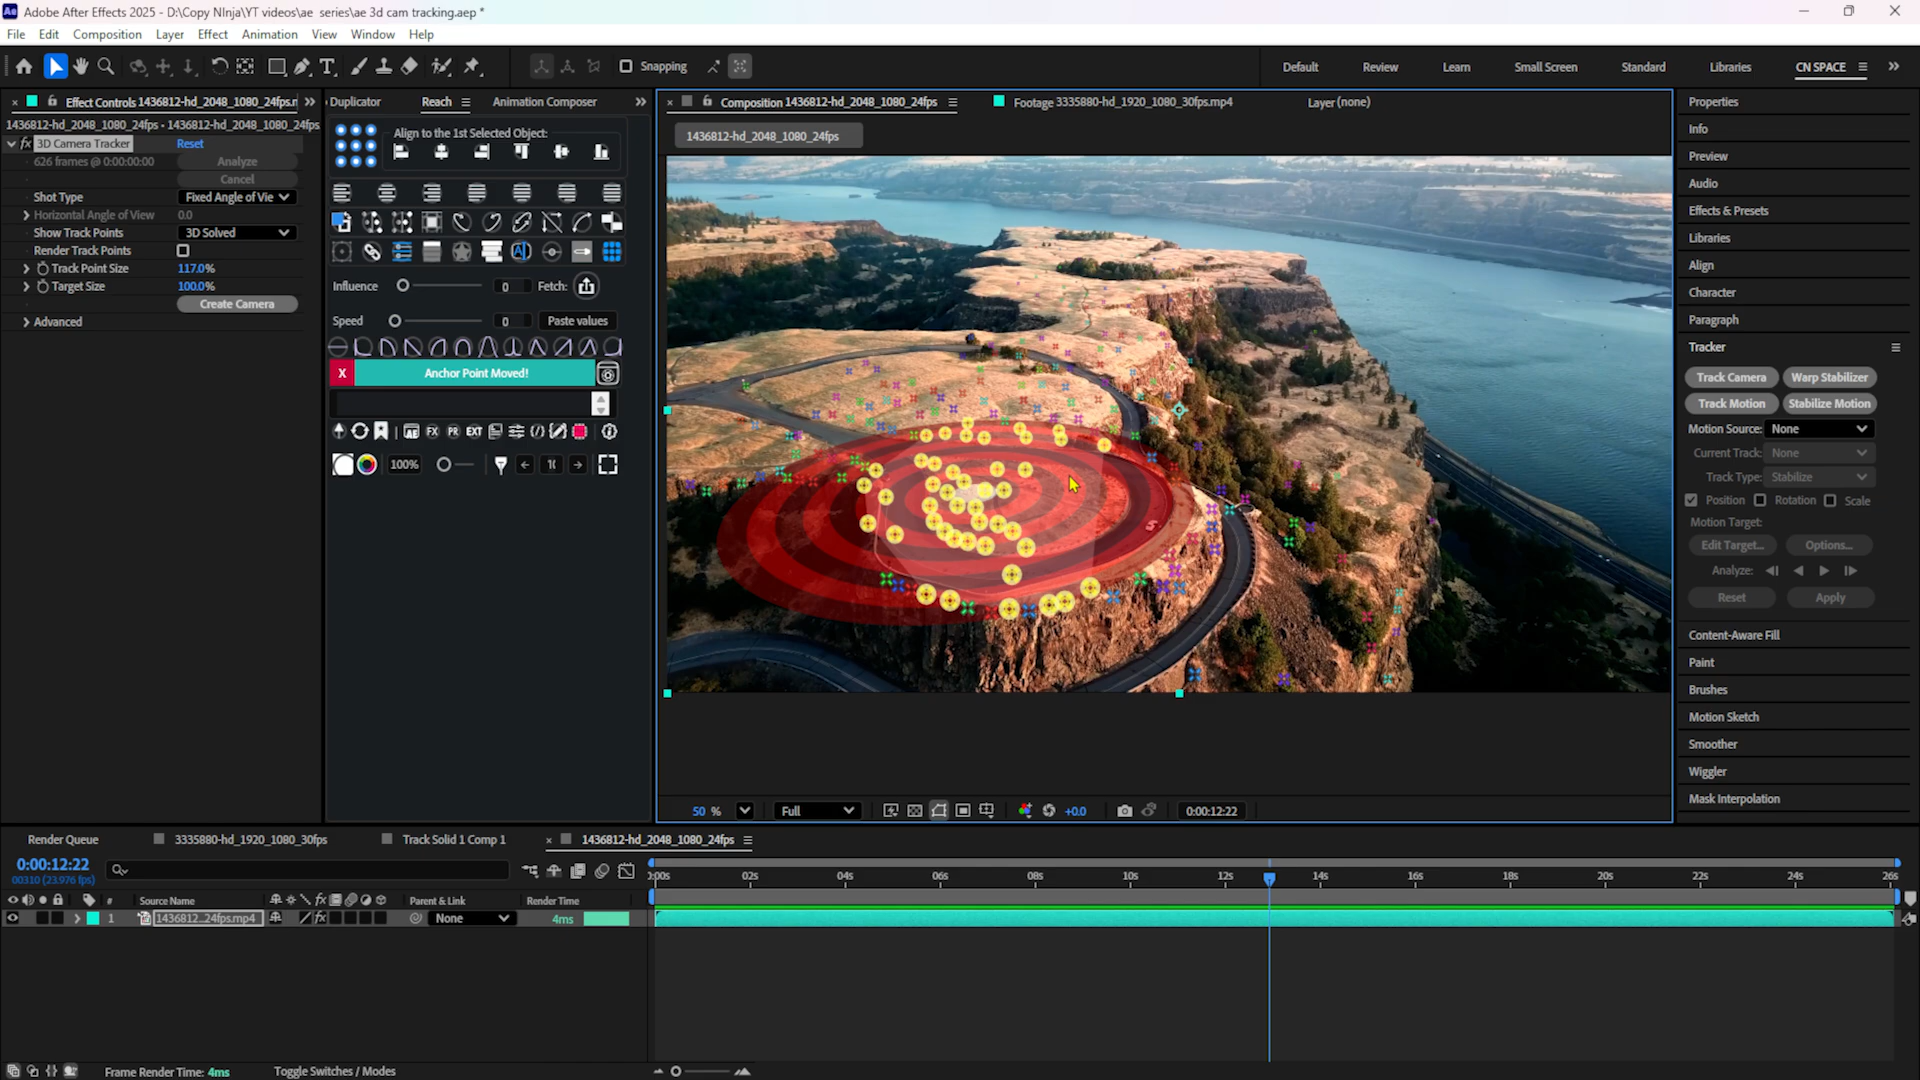 Adobe After Effects 2025 - D:\Copy NInja\YT videos\ae  series\ae 3d cam tracking.aep *
File Edit Composition Layer Effect Animation View Window Help
Snapping
Default Review Learn Small Screen Standard Libraries CN SPACE
Effect Controls 1436812-hd_2048_1080_24fps.r
1436812-hd_2048_1080_24fps - 1436812-hd_2048_1080_24fps
3D Camera Tracker Reset
626 frames @ 0:00:00:00 Analyze
Cancel
Shot Type Fixed Angle of Vie
Horizontal Angle of View 0.0
Show Track Points 3D Solved
Render Track Points
Track Point Size 117.0%
Target Size 100.0%
Create Camera
Advanced
Duplicator Reach Animation Composer
Align to the 1st Selected Object:
Influence 0 Fetch:
Speed 0 Paste values
X Anchor Point Moved!
FX PR EXT
100%
Composition 1436812-hd_2048_1080_24fps Footage 3335880-hd_1920_1080_30fps.mp4 Layer (none)
1436812-hd_2048_1080_24fps
50 % Full +0.0 0:00:12:22
Properties
Info
Preview
Audio
Effects & Presets
Libraries
Align
Character
Paragraph
Tracker
Track Camera Warp Stabilizer
Track Motion Stabilize Motion
Motion Source: None
Current Track: None
Track Type: Stabilize
Position Rotation Scale
Motion Target:
Edit Target... Options...
Analyze:
Reset Apply
Content-Aware Fill
Paint
Brushes
Motion Sketch
Smoother
Wiggler
Mask Interpolation
Render Queue 3335880-hd_1920_1080_30fps Track Solid 1 Comp 1 1436812-hd_2048_1080_24fps
0:00:12:22
00310 (23.976 fps)
:00s 02s 04s 06s 08s 10s 12s 14s 16s 18s 20s 22s 24s 26s
# Source Name Parent & Link Render Time
1 1436812_24fps.mp4 None 4ms
Frame Render Time: 4ms Toggle Switches / Modes